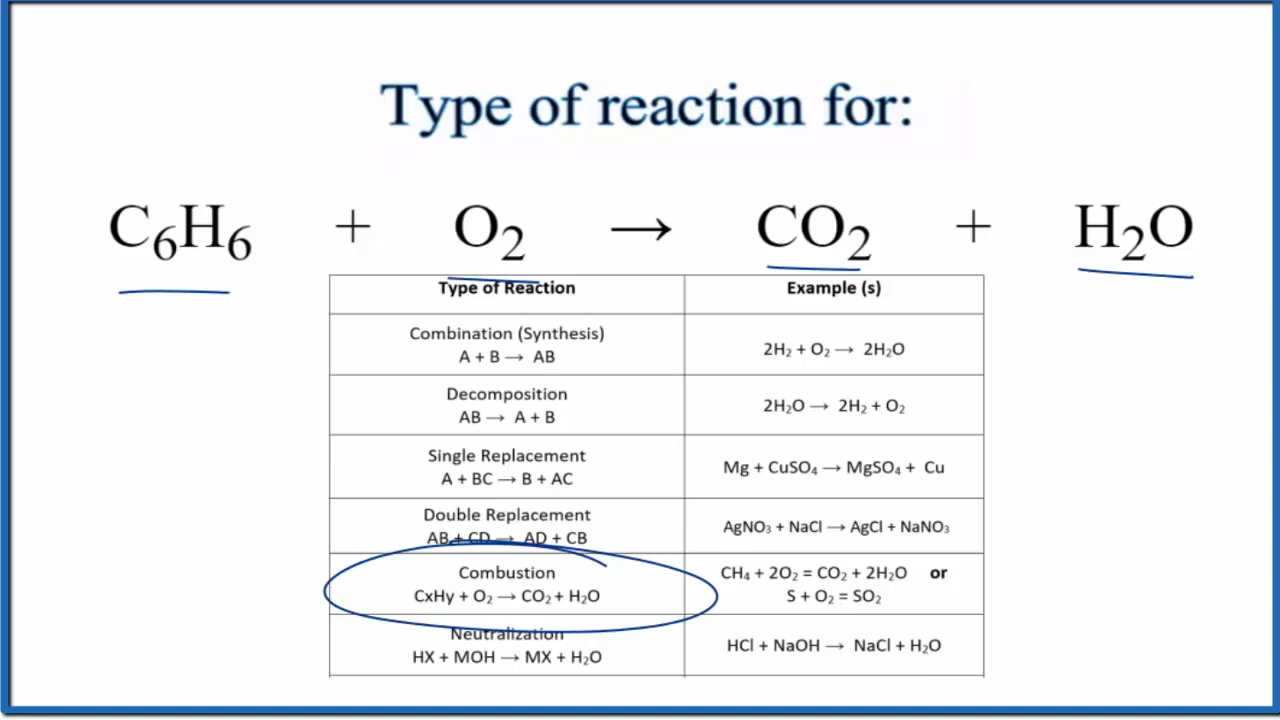 Type of reaction for:
C₆H₆ + O₂ → CO₂ + H₂O
Type of Reaction
Example (s)
Combination (Synthesis)
A + B → AB
2H₂ + O₂ → 2H₂O
Decomposition
AB → A + B
2H₂O → 2H₂ + O₂
Single Replacement
A + BC → B + AC
Mg + CuSO₄ → MgSO₄ + Cu
Double Replacement
AB + CD → AD + CB
AgNO₃ + NaCl → AgCl + NaNO₃
Combustion
CxHy + O₂ → CO₂ + H₂O
CH₄ + 2O₂ = CO₂ + 2H₂O or
S + O₂ = SO₂
Neutralization
HX + MOH → MX + H₂O
HCl + NaOH → NaCl + H₂O